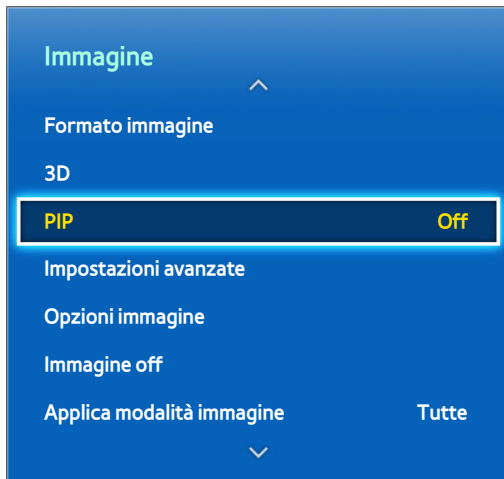 Immagine
Formato immagine
3D
PIP Off
Impostazioni avanzate
Opzioni immagine
Immagine off
Applica modalità immagine Tutte